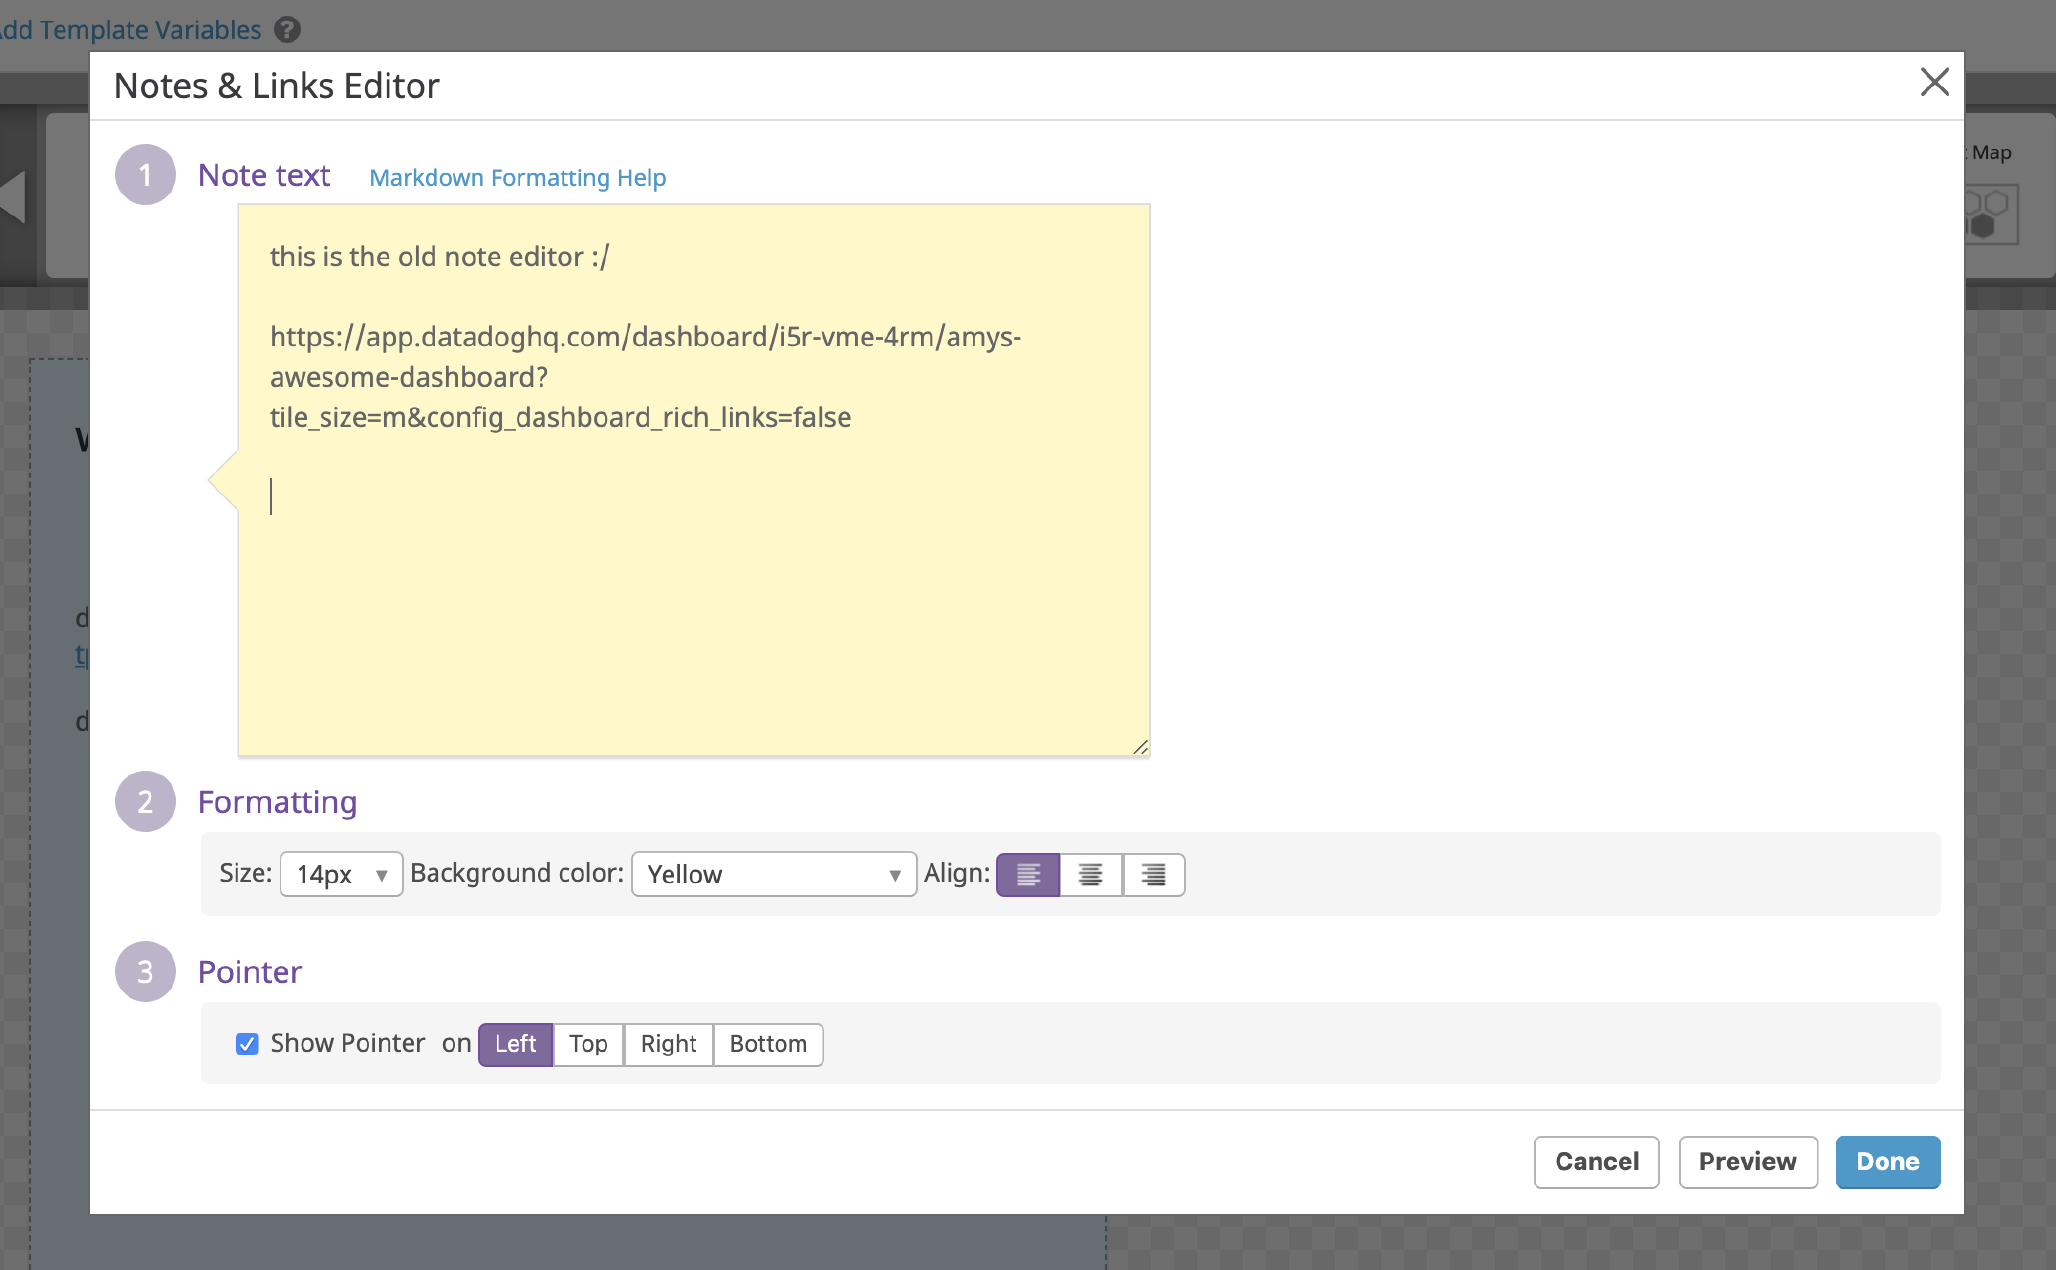 dd Template Variables ?
Notes & Links Editor
Map
1 Note text Markdown Formatting Help
this is the old note editor :/
https://app.datadoghq.com/dashboard/i5r-vme-4rm/amys-
awesome-dashboard?
tile_size=m&config_dashboard_rich_links=false
2 Formatting
Size: 14px Background color: Yellow Align:
3 Pointer
Show Pointer on Left Top Right Bottom
Cancel Preview Done